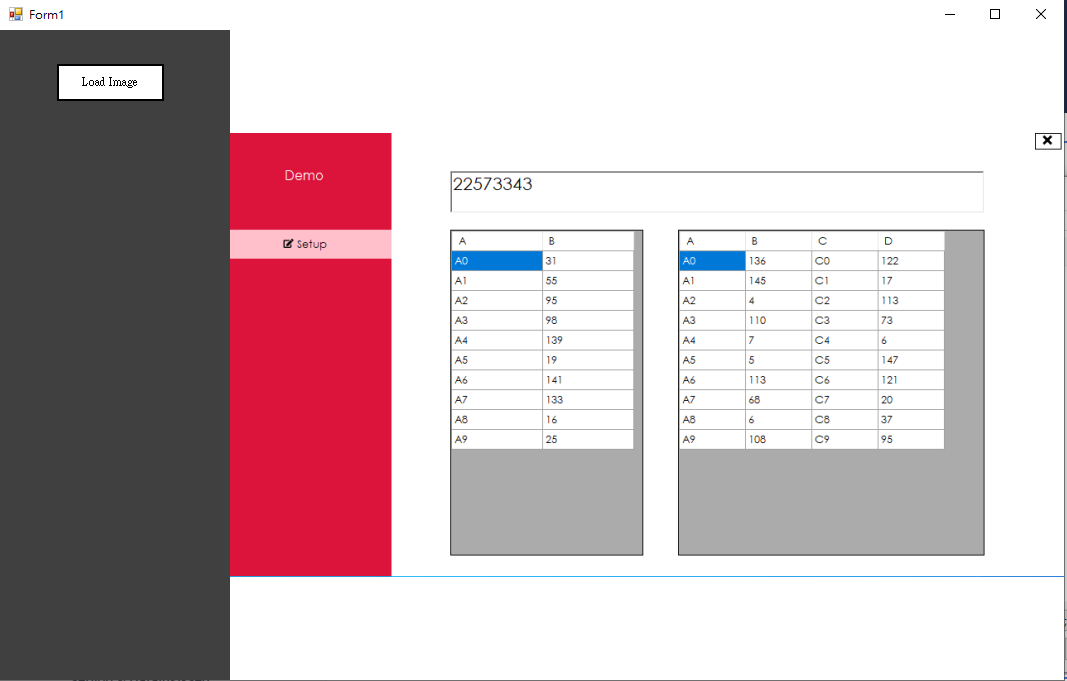 Form1
Load Image
Demo
Setup
22573343
A B
A0 31
A1 55
A2 95
A3 98
A4 139
A5 19
A6 141
A7 133
A8 16
A9 25
A B C D
A0 136 C0 122
A1 145 C1 17
A2 4 C2 113
A3 110 C3 73
A4 7 C4 6
A5 5 C5 147
A6 113 C6 121
A7 68 C7 20
A8 6 C8 37
A9 108 C9 95